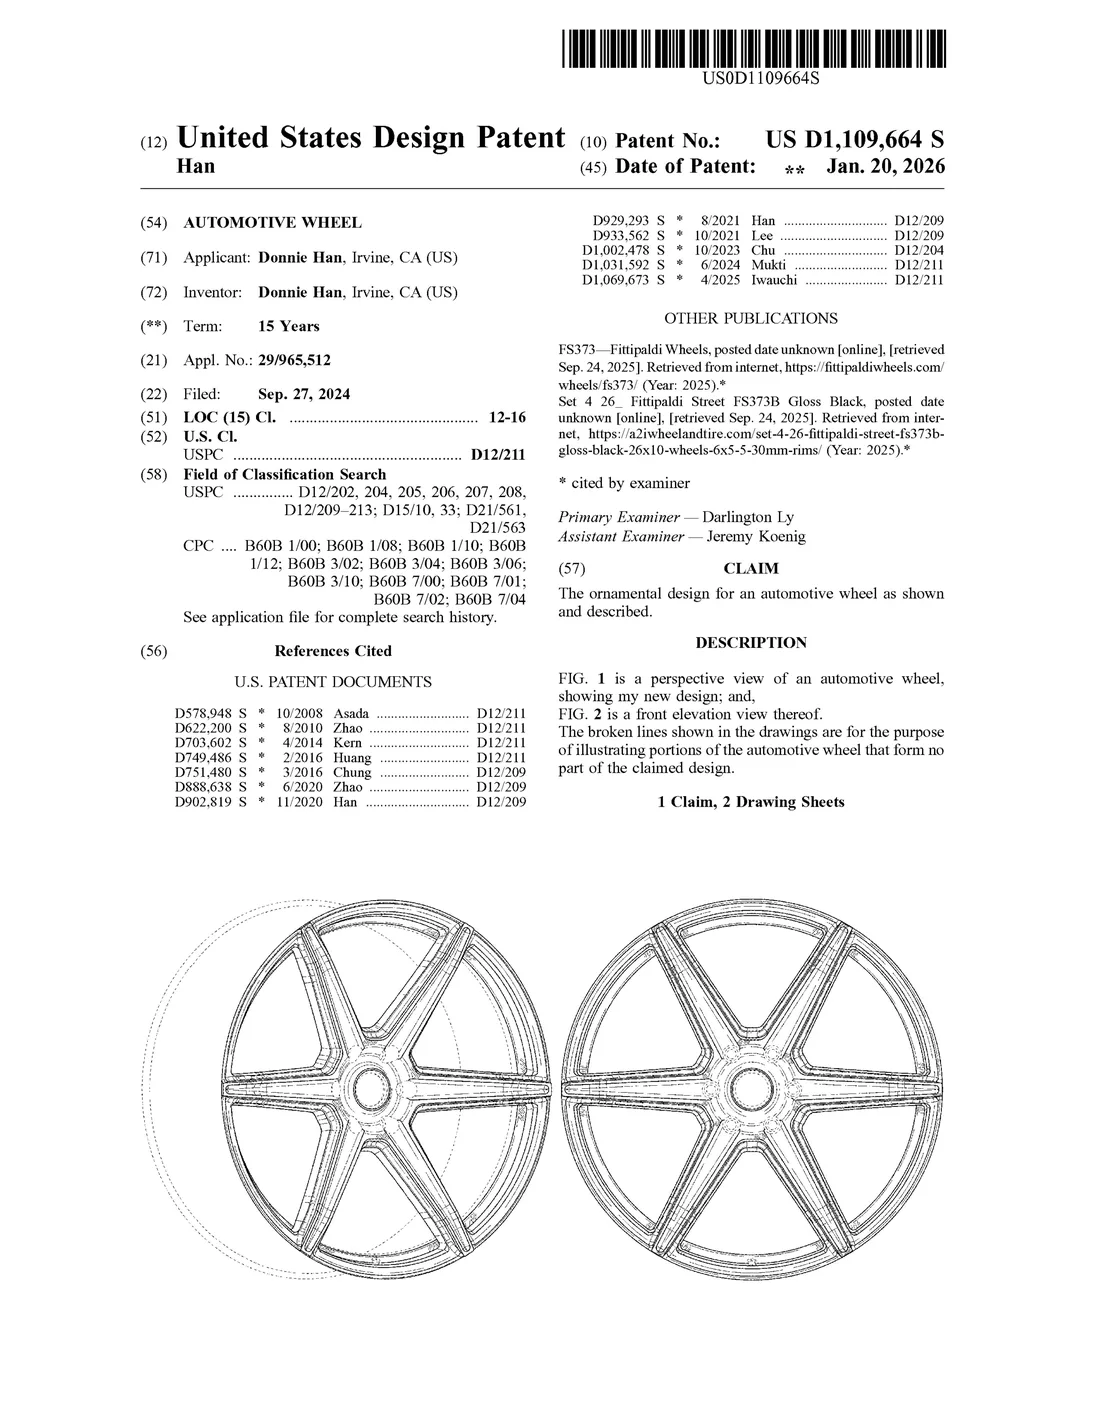 US0D1109664S
(12) United States Design Patent
Han
(10) Patent No.: US D1,109,664 S
(45) Date of Patent: ** Jan. 20, 2026
(54) AUTOMOTIVE WHEEL
(71) Applicant: Donnie Han, Irvine, CA (US)
(72) Inventor: Donnie Han, Irvine, CA (US)
(**) Term: 15 Years
(21) Appl. No.: 29/965,512
(22) Filed: Sep. 27, 2024
(51) LOC (15) Cl. ............................................... 12-16
(52) U.S. Cl.
USPC ......................................................... D12/211
(58) Field of Classification Search
USPC ............... D12/202, 204, 205, 206, 207, 208,
D12/209–213; D15/10, 33; D21/561,
D21/563
CPC .... B60B 1/00; B60B 1/08; B60B 1/10; B60B
1/12; B60B 3/02; B60B 3/04; B60B 3/06;
B60B 3/10; B60B 7/00; B60B 7/01;
B60B 7/02; B60B 7/04
See application file for complete search history.
(56) References Cited
U.S. PATENT DOCUMENTS
D578,948 S * 10/2008 Asada .......................... D12/211
D622,200 S * 8/2010 Zhao ............................ D12/211
D703,602 S * 4/2014 Kern ............................ D12/211
D749,486 S * 2/2016 Huang ......................... D12/211
D751,480 S * 3/2016 Chung ......................... D12/209
D888,638 S * 6/2020 Zhao ............................ D12/209
D902,819 S * 11/2020 Han ............................. D12/209
D929,293 S * 8/2021 Han ............................. D12/209
D933,562 S * 10/2021 Lee .............................. D12/209
D1,002,478 S * 10/2023 Chu ............................. D12/204
D1,031,592 S * 6/2024 Mukti .......................... D12/211
D1,069,673 S * 4/2025 Iwauchi ....................... D12/211
OTHER PUBLICATIONS
FS373—Fittipaldi Wheels, posted date unknown [online], [retrieved
Sep. 24, 2025]. Retrieved from internet, https://fittipaldiwheels.com/
wheels/fs373/ (Year: 2025).*
Set 4 26_ Fittipaldi Street FS373B Gloss Black, posted date
unknown [online], [retrieved Sep. 24, 2025]. Retrieved from inter-
net, https://a2iwheelandtire.com/set-4-26-fittipaldi-street-fs373b-
gloss-black-26x10-wheels-6x5-5-30mm-rims/ (Year: 2025).*
* cited by examiner
Primary Examiner — Darlington Ly
Assistant Examiner — Jeremy Koenig
(57) CLAIM
The ornamental design for an automotive wheel as shown
and described.
DESCRIPTION
FIG. 1 is a perspective view of an automotive wheel,
showing my new design; and,
FIG. 2 is a front elevation view thereof.
The broken lines shown in the drawings are for the purpose
of illustrating portions of the automotive wheel that form no
part of the claimed design.
1 Claim, 2 Drawing Sheets